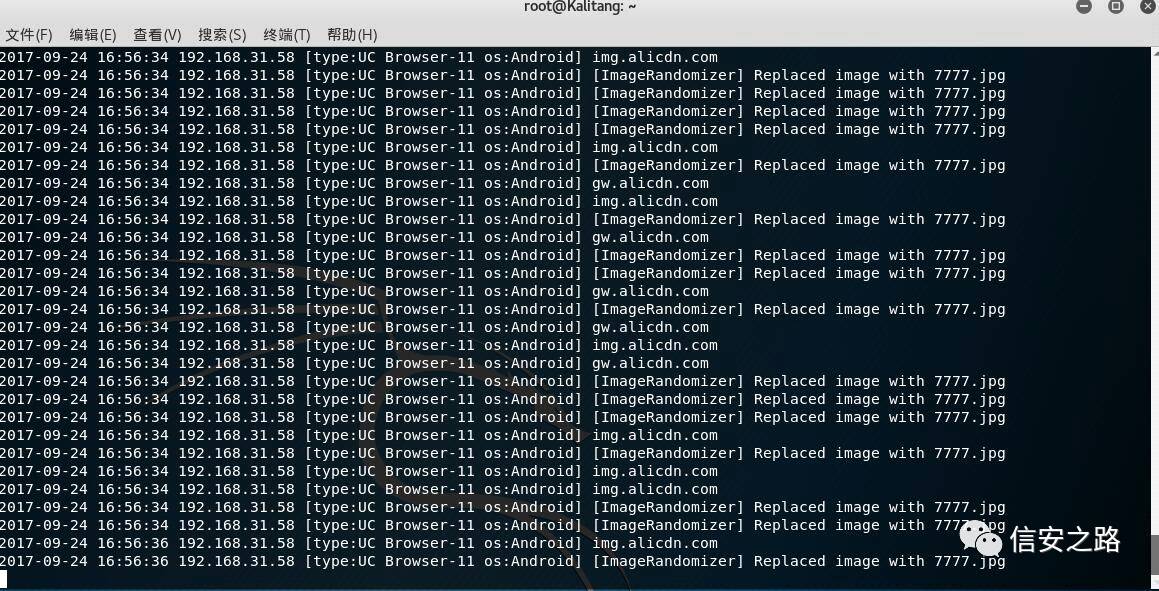 root@Kalitang: ~
文件(F) 编辑(E) 查看(V) 搜索(S) 终端(T) 帮助(H)
2017-09-24 16:56:34 192.168.31.58 [type:UC Browser-11 os:Android] img.alicdn.com
2017-09-24 16:56:34 192.168.31.58 [type:UC Browser-11 os:Android] [ImageRandomizer] Replaced image with 7777.jpg
2017-09-24 16:56:34 192.168.31.58 [type:UC Browser-11 os:Android] [ImageRandomizer] Replaced image with 7777.jpg
2017-09-24 16:56:34 192.168.31.58 [type:UC Browser-11 os:Android] [ImageRandomizer] Replaced image with 7777.jpg
2017-09-24 16:56:34 192.168.31.58 [type:UC Browser-11 os:Android] [ImageRandomizer] Replaced image with 7777.jpg
2017-09-24 16:56:34 192.168.31.58 [type:UC Browser-11 os:Android] img.alicdn.com
2017-09-24 16:56:34 192.168.31.58 [type:UC Browser-11 os:Android] [ImageRandomizer] Replaced image with 7777.jpg
2017-09-24 16:56:34 192.168.31.58 [type:UC Browser-11 os:Android] gw.alicdn.com
2017-09-24 16:56:34 192.168.31.58 [type:UC Browser-11 os:Android] img.alicdn.com
2017-09-24 16:56:34 192.168.31.58 [type:UC Browser-11 os:Android] [ImageRandomizer] Replaced image with 7777.jpg
2017-09-24 16:56:34 192.168.31.58 [type:UC Browser-11 os:Android] gw.alicdn.com
2017-09-24 16:56:34 192.168.31.58 [type:UC Browser-11 os:Android] [ImageRandomizer] Replaced image with 7777.jpg
2017-09-24 16:56:34 192.168.31.58 [type:UC Browser-11 os:Android] [ImageRandomizer] Replaced image with 7777.jpg
2017-09-24 16:56:34 192.168.31.58 [type:UC Browser-11 os:Android] gw.alicdn.com
2017-09-24 16:56:34 192.168.31.58 [type:UC Browser-11 os:Android] [ImageRandomizer] Replaced image with 7777.jpg
2017-09-24 16:56:34 192.168.31.58 [type:UC Browser-11 os:Android] gw.alicdn.com
2017-09-24 16:56:34 192.168.31.58 [type:UC Browser-11 os:Android] img.alicdn.com
2017-09-24 16:56:34 192.168.31.58 [type:UC Browser-11 os:Android] gw.alicdn.com
2017-09-24 16:56:34 192.168.31.58 [type:UC Browser-11 os:Android] [ImageRandomizer] Replaced image with 7777.jpg
2017-09-24 16:56:34 192.168.31.58 [type:UC Browser-11 os:Android] [ImageRandomizer] Replaced image with 7777.jpg
2017-09-24 16:56:34 192.168.31.58 [type:UC Browser-11 os:Android] [ImageRandomizer] Replaced image with 7777.jpg
2017-09-24 16:56:34 192.168.31.58 [type:UC Browser-11 os:Android] img.alicdn.com
2017-09-24 16:56:34 192.168.31.58 [type:UC Browser-11 os:Android] [ImageRandomizer] Replaced image with 7777.jpg
2017-09-24 16:56:34 192.168.31.58 [type:UC Browser-11 os:Android] img.alicdn.com
2017-09-24 16:56:34 192.168.31.58 [type:UC Browser-11 os:Android] img.alicdn.com
2017-09-24 16:56:34 192.168.31.58 [type:UC Browser-11 os:Android] [ImageRandomizer] Replaced image with 7777.jpg
2017-09-24 16:56:34 192.168.31.58 [type:UC Browser-11 os:Android] [ImageRandomizer] Replaced image with 7777.jpg
2017-09-24 16:56:36 192.168.31.58 [type:UC Browser-11 os:Android] img.alicdn.com
2017-09-24 16:56:36 192.168.31.58 [type:UC Browser-11 os:Android] [ImageRandomizer] Replaced image with 7777.jpg
信安之路